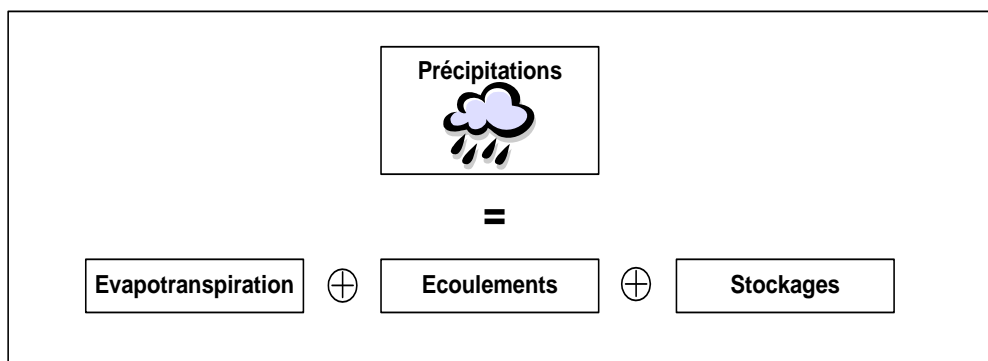 Précipitations
=
Evapotranspiration ⊕ Ecoulements ⊕ Stockages